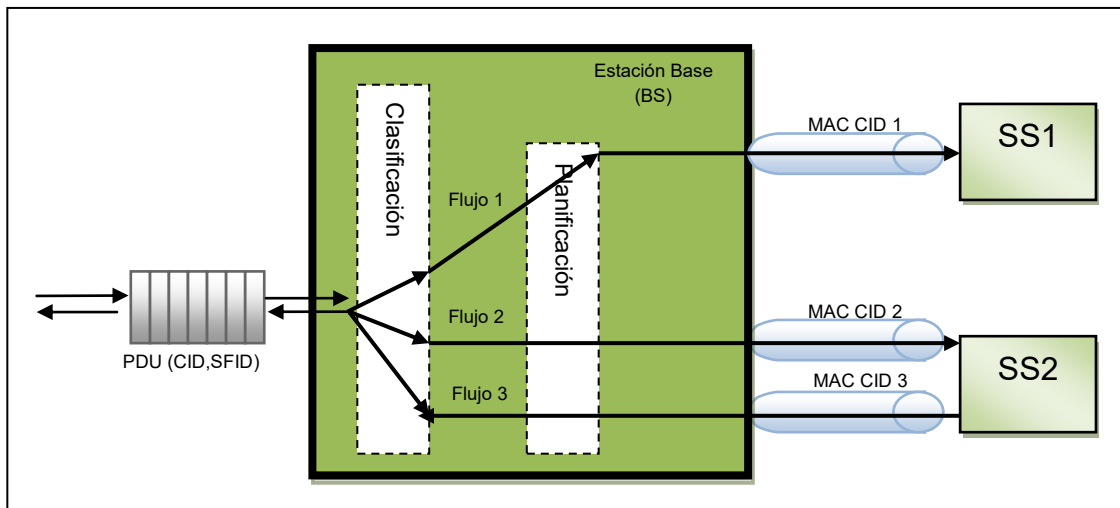 Estación Base
(BS)
Clasificación
Planificación
Flujo 1
Flujo 2
Flujo 3
MAC CID 1
SS1
MAC CID 2
MAC CID 3
SS2
PDU (CID,SFID)